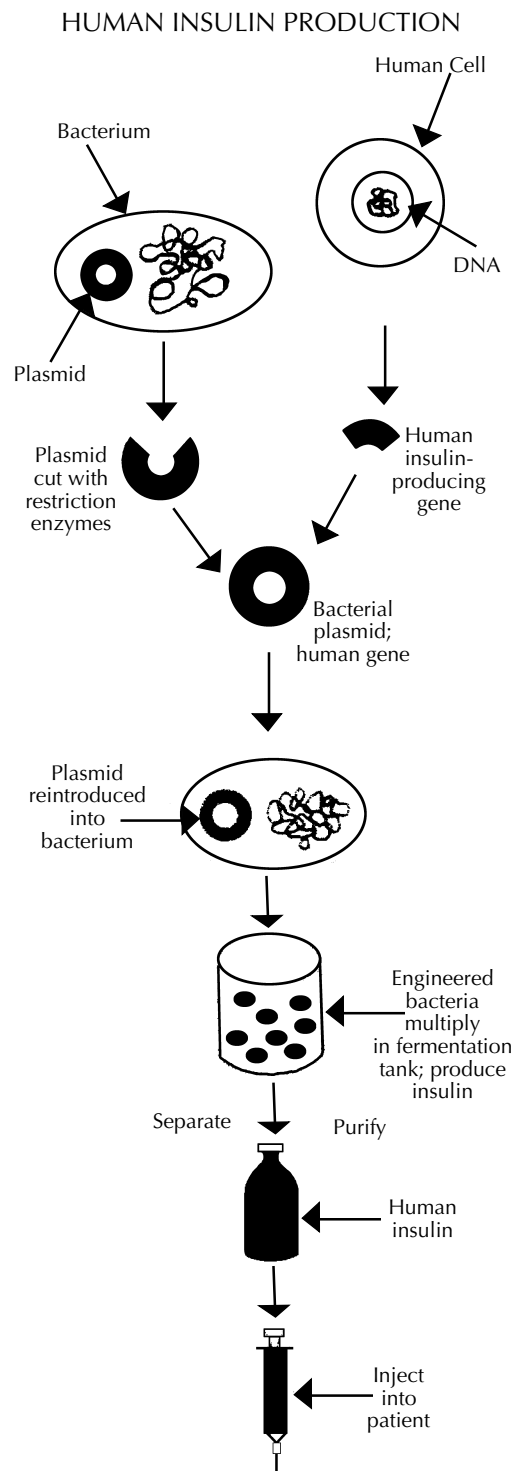 HUMAN INSULIN PRODUCTION
Human Cell
Bacterium
DNA
Plasmid
Plasmid
cut with
restriction
enzymes
Human
insulin-
producing
gene
Bacterial
plasmid;
human gene
Plasmid
reintroduced
into
bacterium
Engineered
bacteria
multiply
in fermentation
tank; produce
insulin
Separate
Purify
Human
insulin
Inject
into
patient